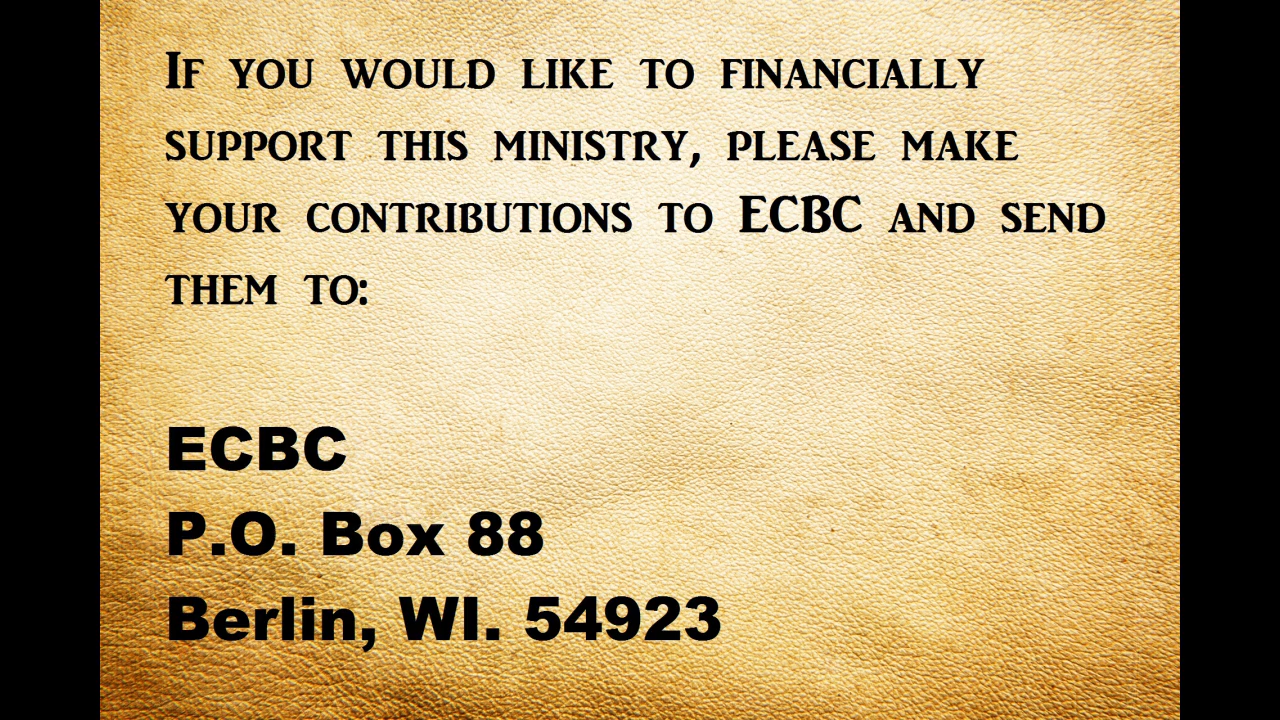 If you would like to financially
support this ministry, please make
your contributions to ECBC and send
them to:
ECBC
P.O. Box 88
Berlin, WI. 54923